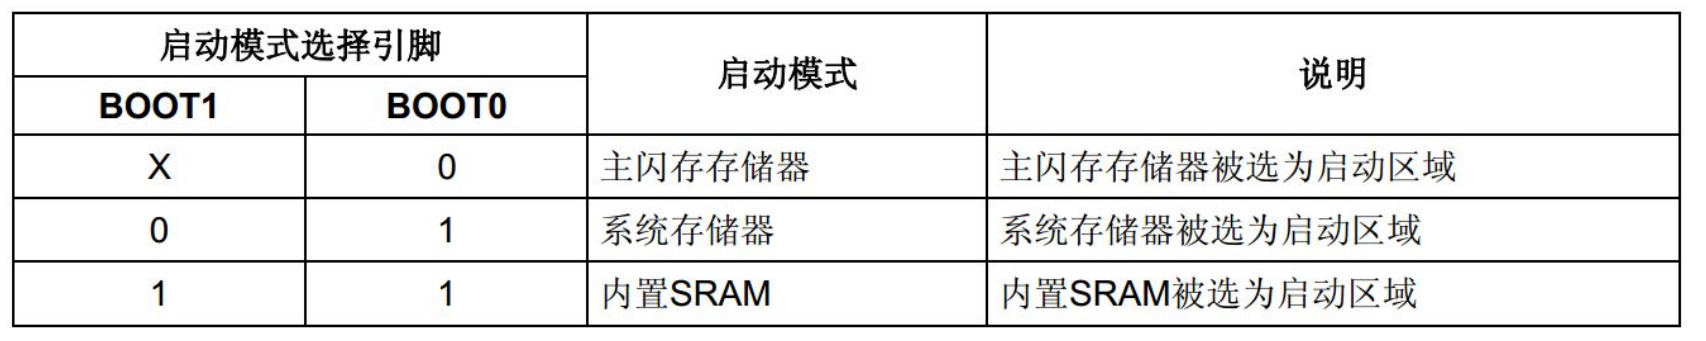 启动模式选择引脚 启动模式 说明
BOOT1 BOOT0
X 0 主闪存存储器 主闪存存储器被选为启动区域
0 1 系统存储器 系统存储器被选为启动区域
1 1 内置SRAM 内置SRAM被选为启动区域